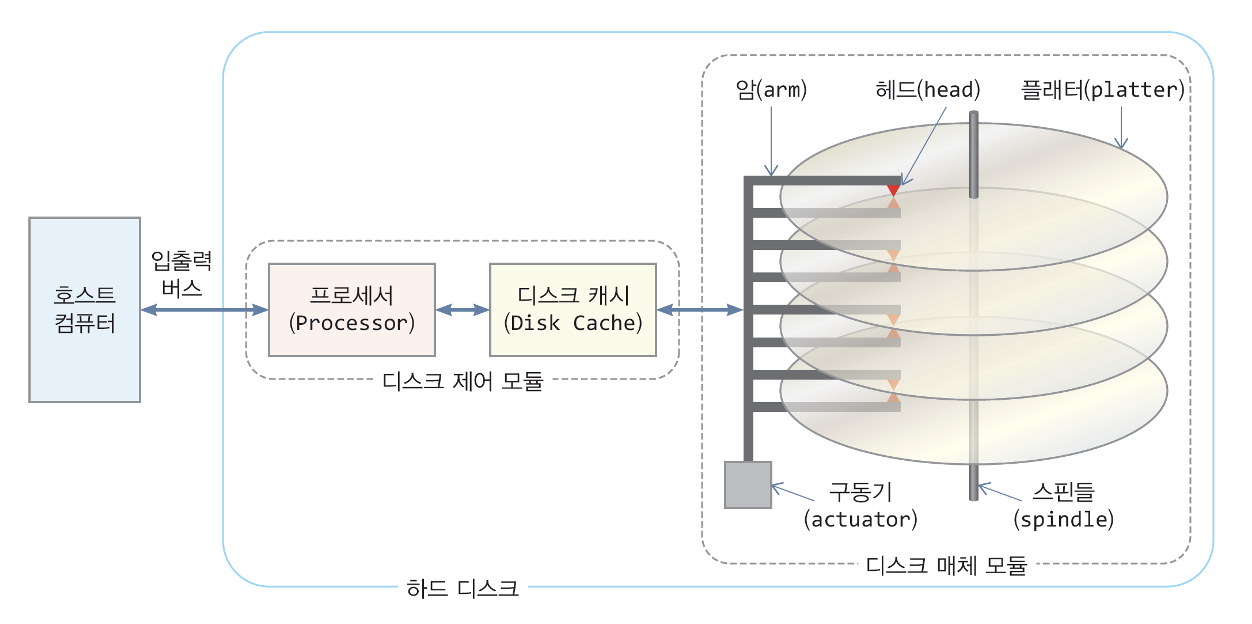 암(arm)
헤드(head)
플래터(platter)
호스트
컴퓨터
입출력
버스
프로세서
(Processor)
디스크 캐시
(Disk Cache)
디스크 제어 모듈
구동기
(actuator)
스핀들
(spindle)
디스크 매체 모듈
하드 디스크